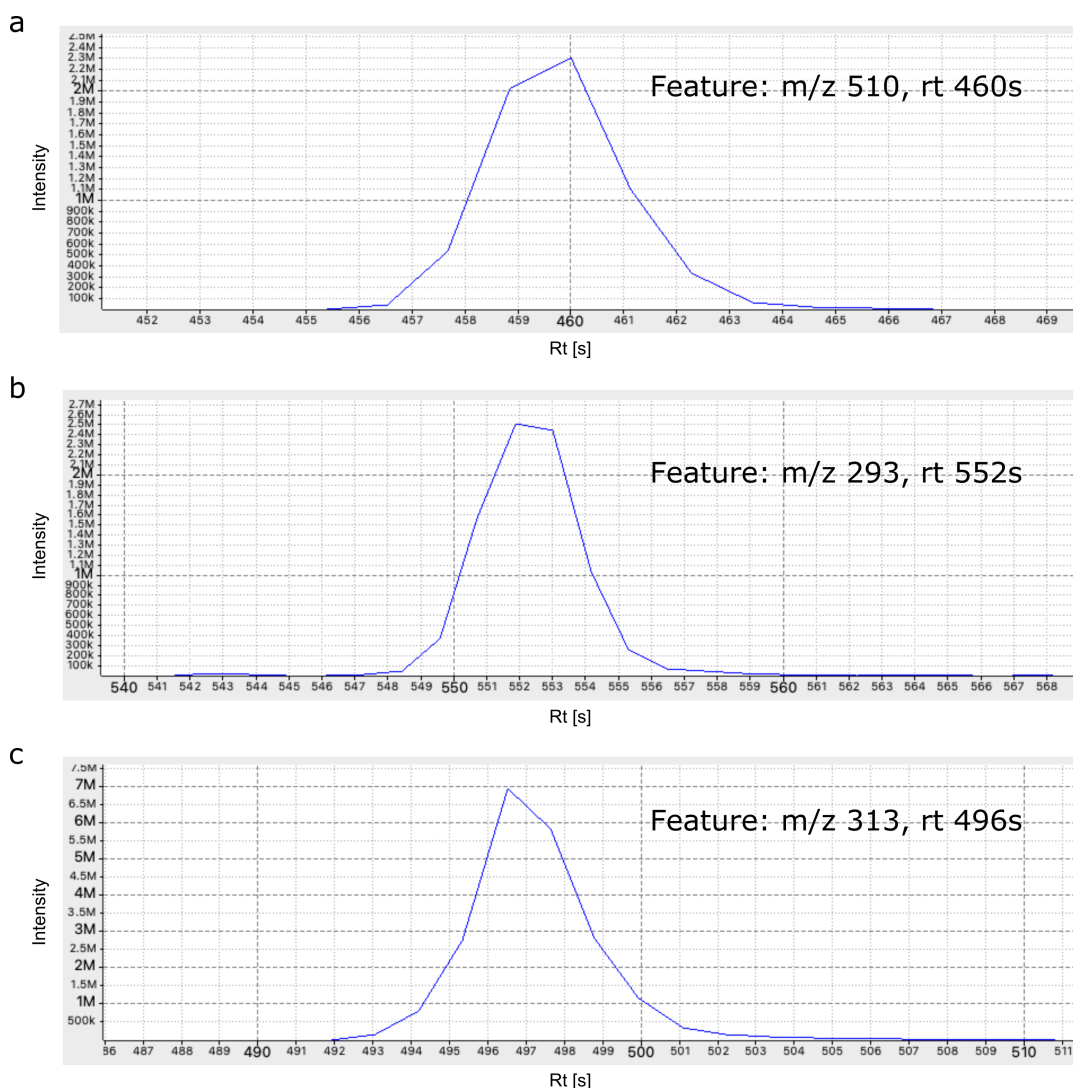 a
2.5M
2.4M
2.3M
2.2M
2.1M
2M
1.9M
1.8M
1.7M
1.6M
1.5M
1.4M
1.3M
1.2M
1.1M
1M
900k
800k
700k
600k
500k
400k
300k
200k
100k
Intensity
Feature: m/z 510, rt 460s
452 453 454 455 456 457 458 459 460 461 462 463 464 465 466 467 468 469
Rt [s]
b
2.7M
2.6M
2.5M
2.4M
2.3M
2.2M
2.1M
2M
1.9M
1.8M
1.7M
1.6M
1.5M
1.4M
1.3M
1.2M
1.1M
1M
900k
800k
700k
600k
500k
400k
300k
200k
100k
Intensity
Feature: m/z 293, rt 552s
540 541 542 543 544 545 546 547 548 549 550 551 552 553 554 555 556 557 558 559 560 561 562 563 564 565 566 567 568
Rt [s]
c
7.5M
7M
6.5M
6M
5.5M
5M
4.5M
4M
3.5M
3M
2.5M
2M
1.5M
1M
500k
Intensity
Feature: m/z 313, rt 496s
86 487 488 489 490 491 492 493 494 495 496 497 498 499 500 501 502 503 504 505 506 507 508 509 510 511
Rt [s]